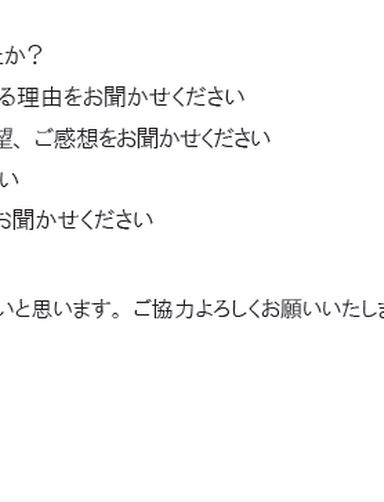 たか？
る理由をお聞かせください
望、ご感想をお聞かせください
い
お聞かせください
いと思います。ご協力よろしくお願いいたしま